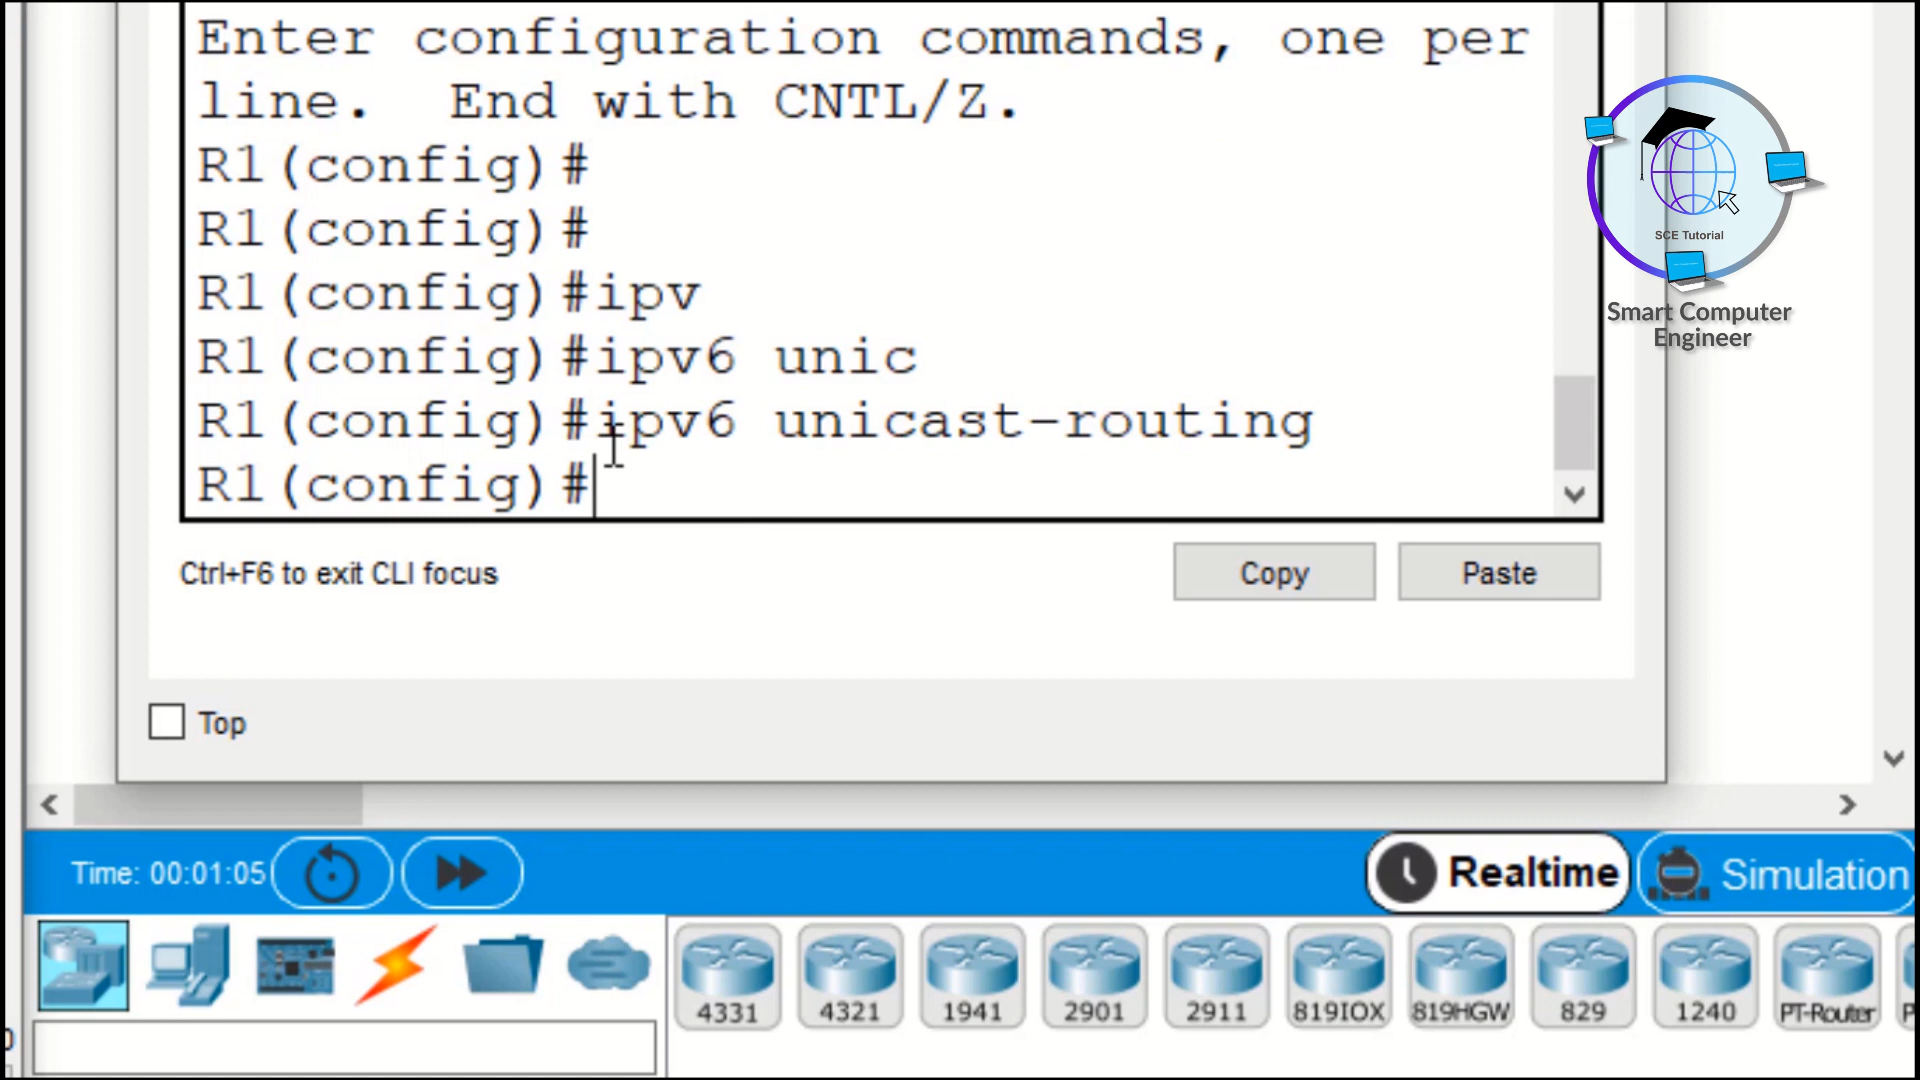 Enter configuration commands, one per
line.  End with CNTL/Z.
R1(config)#
R1(config)#
R1(config)#ipv
R1(config)#ipv6 unic
R1(config)#ipv6 unicast-routing
R1(config)#
SCE Tutorial
Smart Computer
Engineer
Ctrl+F6 to exit CLI focus
Copy
Paste
Top
Time: 00:01:05
Realtime
Simulation
4331
4321
1941
2901
2911
819IOX
819HGW
829
1240
PT-Router